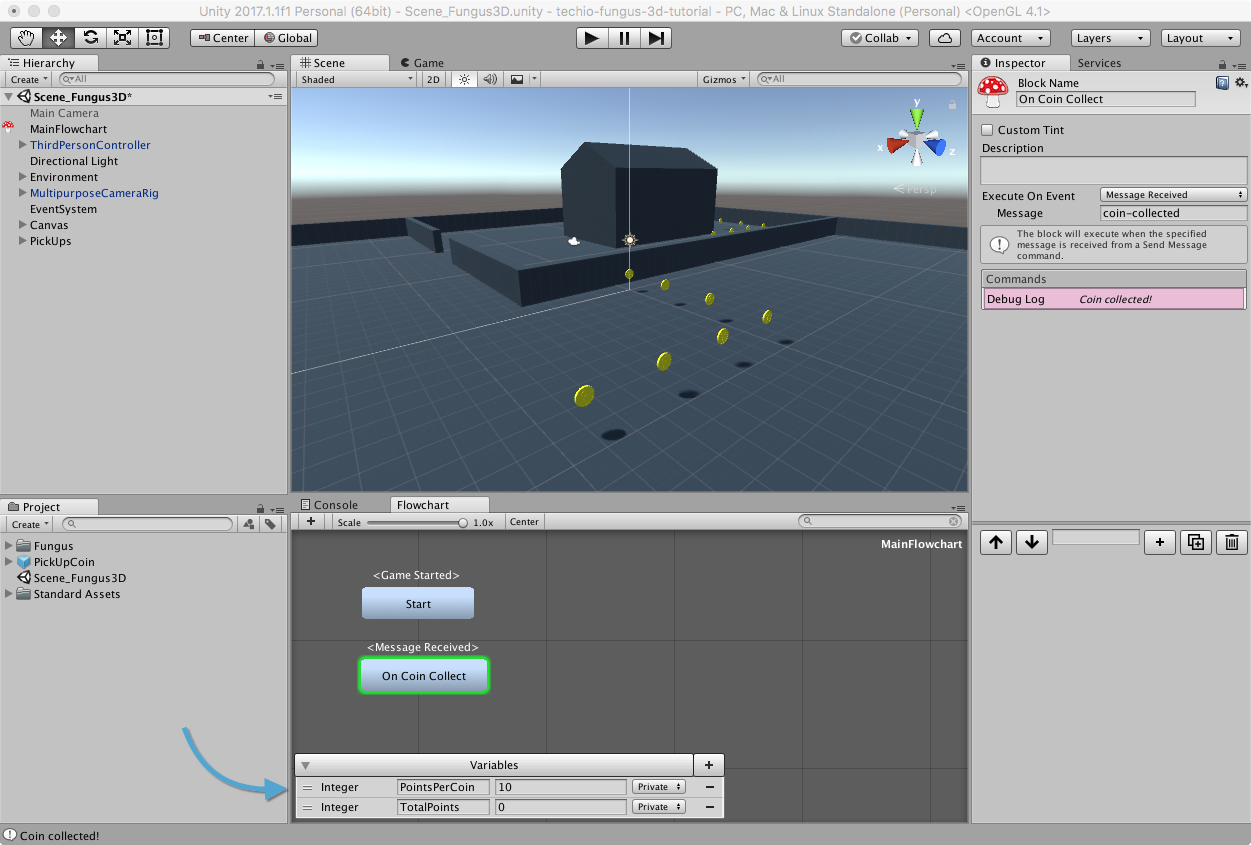 Unity 2017.1.1f1 Personal (64bit) - Scene_Fungus3D.unity - techio-fungus-3d-tutorial - PC, Mac & Linux Standalone (Personal) <OpenGL 4.1>
Center
Global
Collab
Account
Layers
Layout
Hierarchy
Create
All
Scene_Fungus3D*
Main Camera
MainFlowchart
ThirdPersonController
Directional Light
Environment
MultipurposeCameraRig
EventSystem
Canvas
PickUps
Scene
Game
Shaded
2D
Gizmos
All
y
x
z
Persp
Inspector
Services
Block Name
On Coin Collect
Custom Tint
Description
Execute On Event
Message Received
Message
coin-collected
The block will execute when the specified
message is received from a Send Message
command.
Commands
Debug Log
Coin collected!
Project
Create
Fungus
PickUpCoin
Scene_Fungus3D
Standard Assets
Console
Flowchart
Scale
1.0x
Center
MainFlowchart
<Game Started>
Start
<Message Received>
On Coin Collect
Variables
Integer
PointsPerCoin
10
Private
Integer
TotalPoints
0
Private
Coin collected!